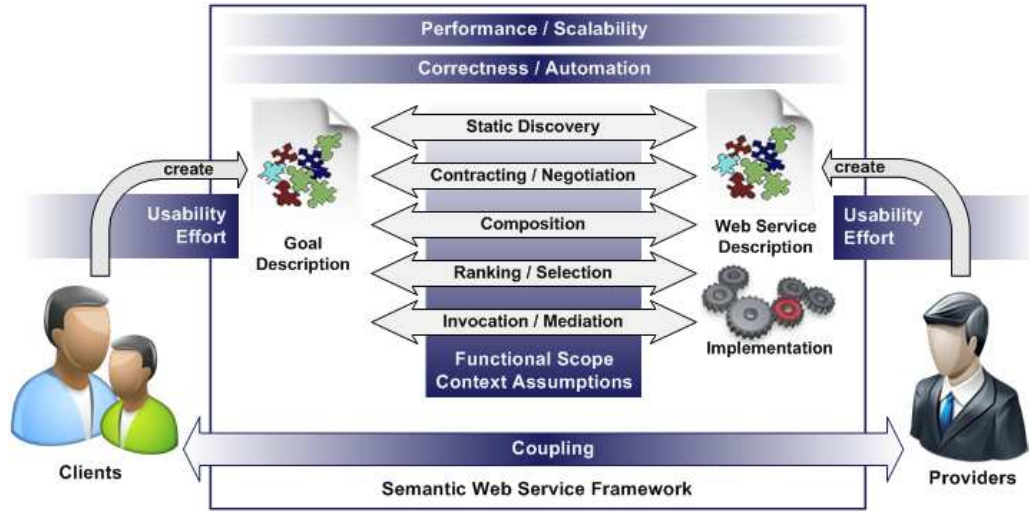 Performance / Scalability
Correctness / Automation
Static Discovery
create
create
Contracting / Negotiation
Usability
Effort
Composition
Usability
Effort
Goal
Description
Web Service
Description
Ranking / Selection
Invocation / Mediation
Implementation
Functional Scope
Context Assumptions
Coupling
Clients
Providers
Semantic Web Service Framework